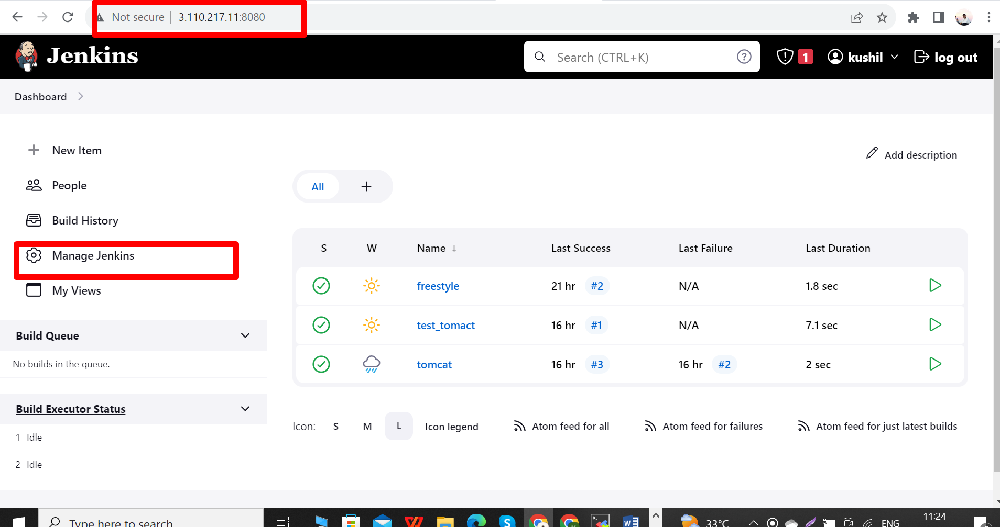 Not secure | 3.110.217.11:8080
Jenkins
Search (CTRL+K)
1
kushil
log out
Dashboard
New Item
People
Build History
Manage Jenkins
My Views
Add description
All
S W Name ↓ Last Success Last Failure Last Duration
freestyle 21 hr #2 N/A 1.8 sec
test_tomact 16 hr #1 N/A 7.1 sec
tomcat 16 hr #3 16 hr #2 2 sec
Build Queue
No builds in the queue.
Build Executor Status
1 Idle
2 Idle
Icon: S M L Icon legend Atom feed for all Atom feed for failures Atom feed for just latest builds
Type here to search
33°C
ENG
11:24